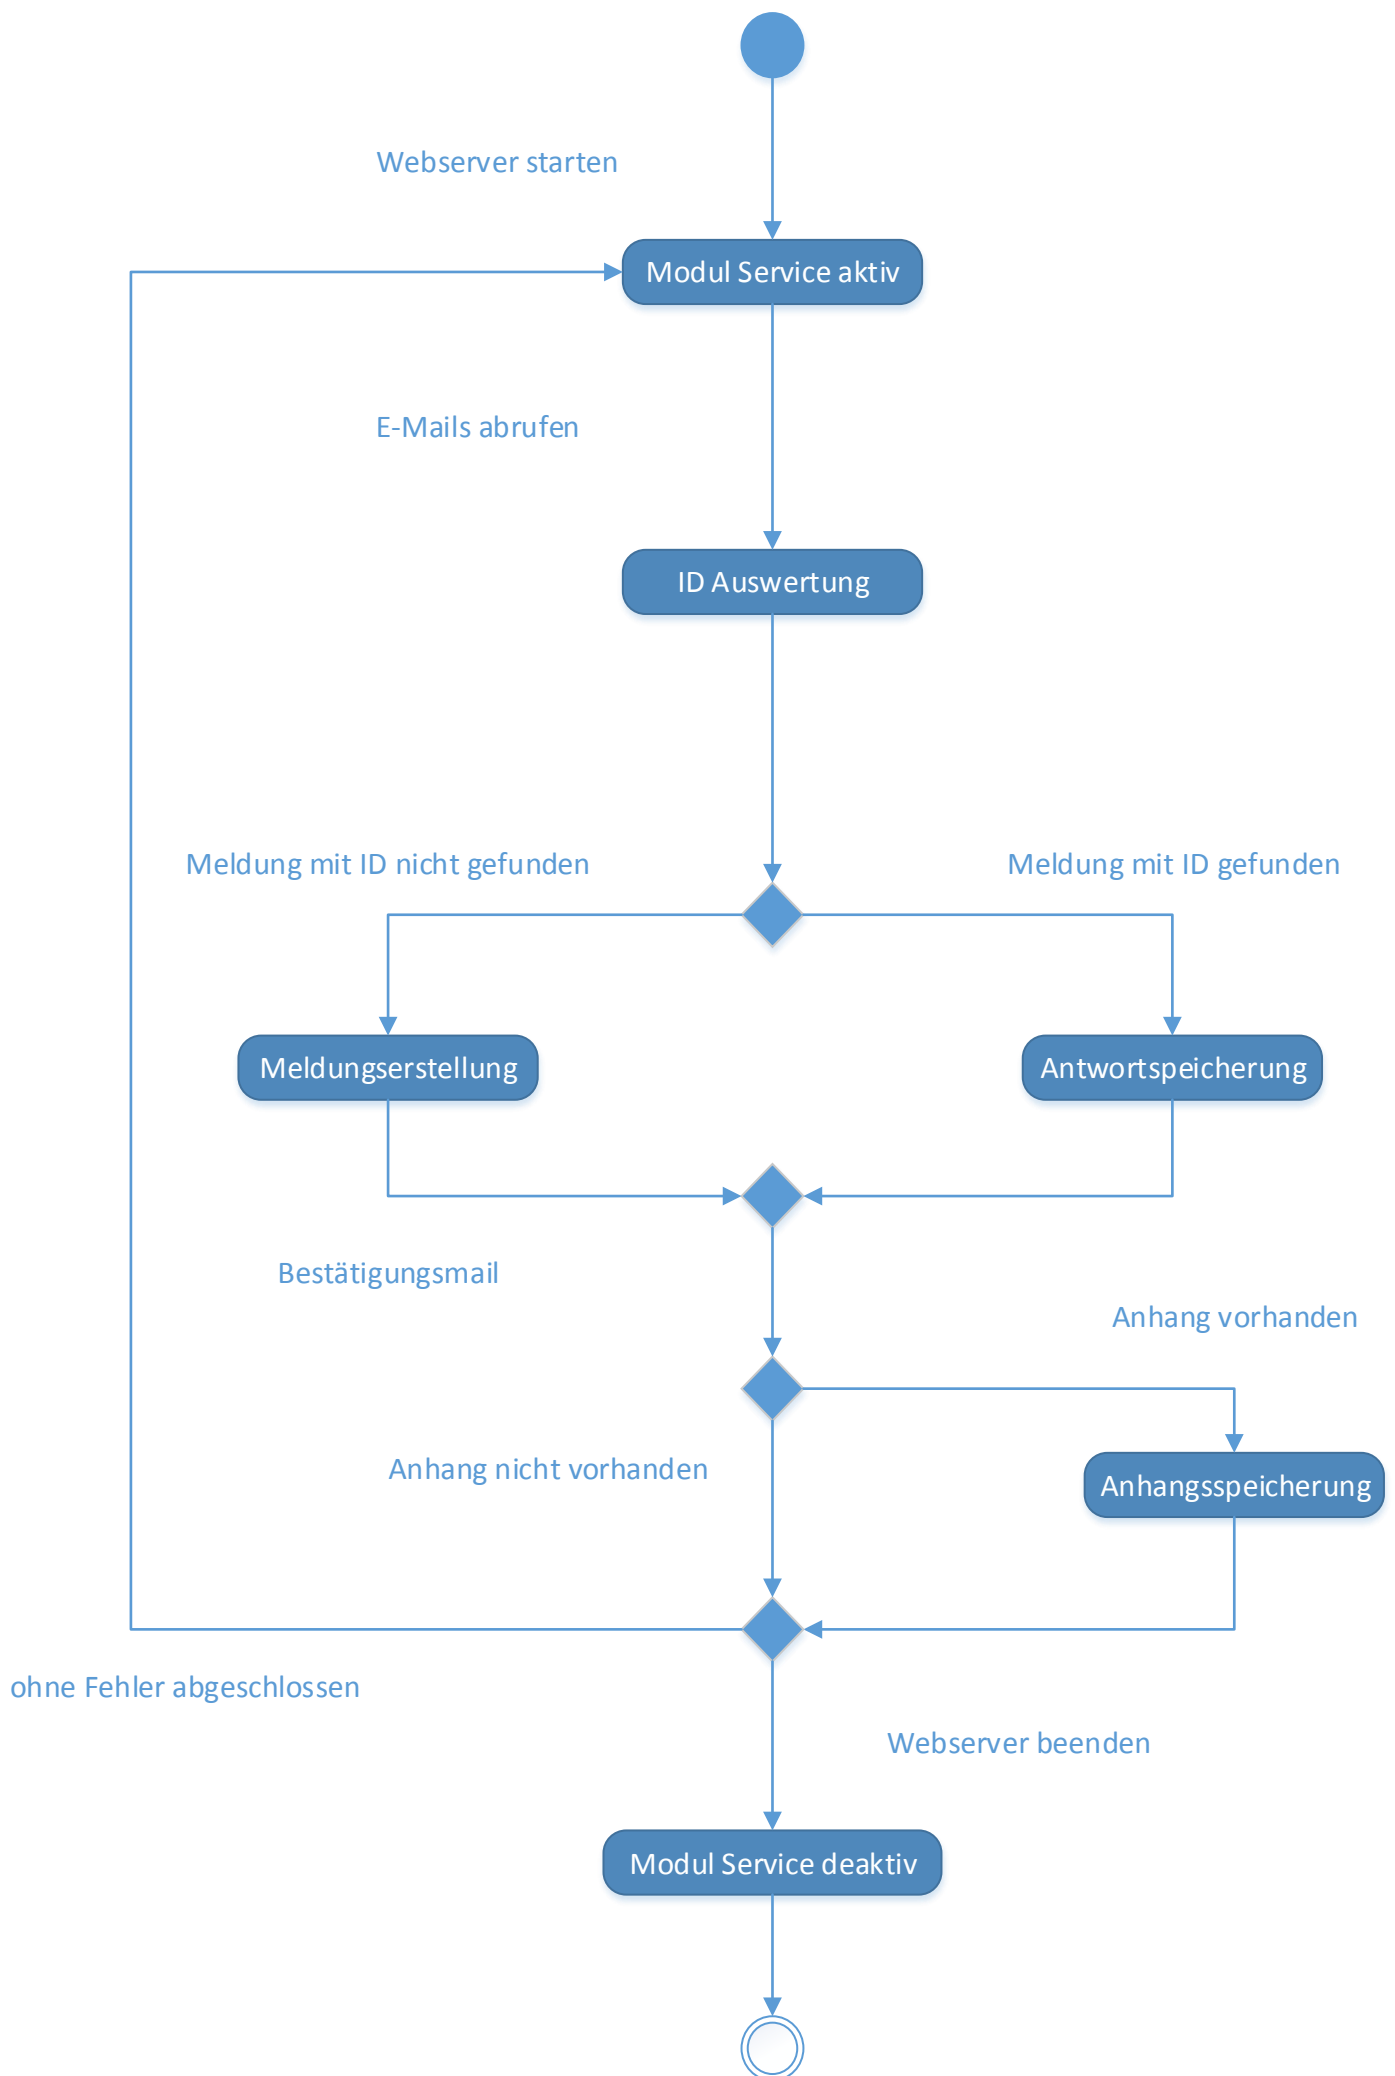 Webserver starten
Modul Service aktiv
E-Mails abrufen
ID Auswertung
Meldung mit ID nicht gefunden
Meldung mit ID gefunden
Meldungserstellung
Antwortspeicherung
Bestätigungsmail
Anhang vorhanden
Anhang nicht vorhanden
Anhangsspeicherung
ohne Fehler abgeschlossen
Webserver beenden
Modul Service deaktiv